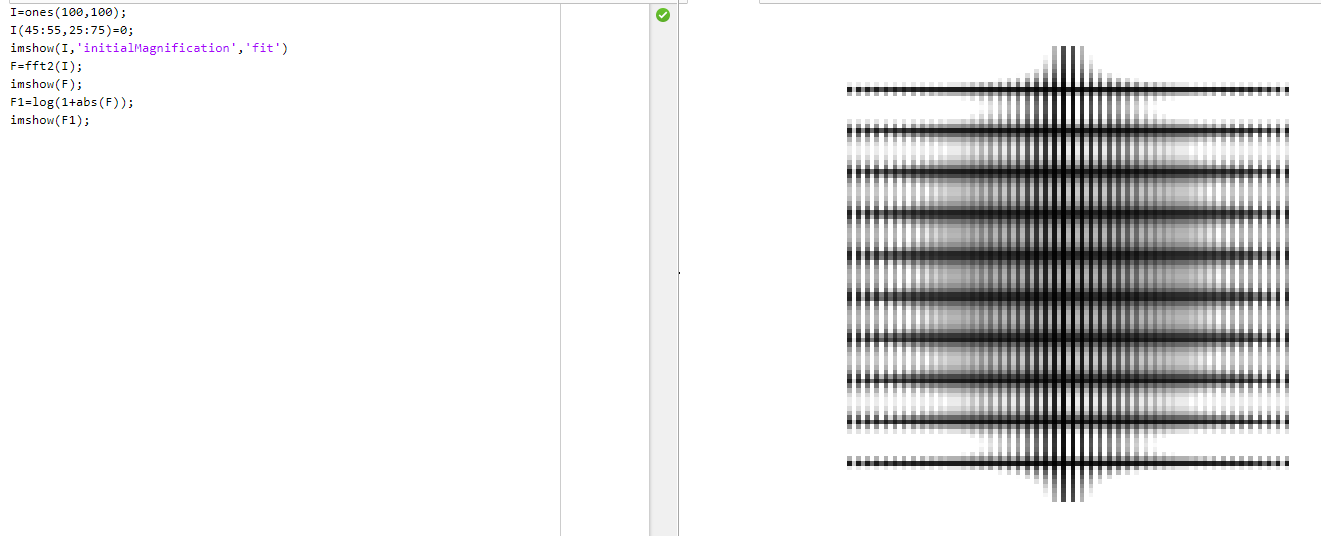 I=ones(100,100);
I(45:55,25:75)=0;
imshow(I,'initialMagnification','fit')
F=fft2(I);
imshow(F);
F1=log(1+abs(F));
imshow(F1);